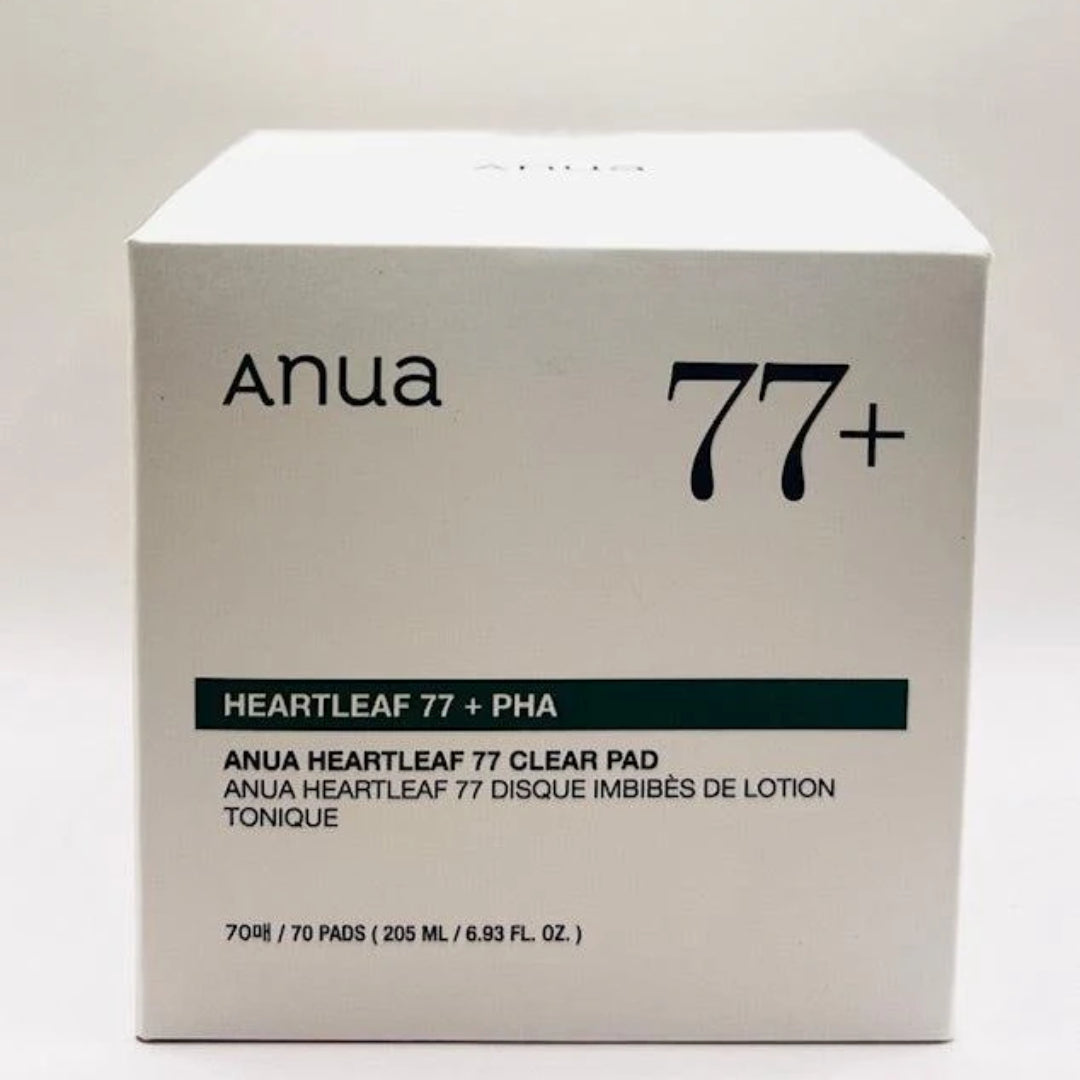 Anua
Anua
77+
HEARTLEAF 77 + PHA
ANUA HEARTLEAF 77 CLEAR PAD
ANUA HEARTLEAF 77 DISQUE IMBIBÈS DE LOTION
TONIQUE
70매 / 70 PADS ( 205 ML / 6.93 FL. OZ. )